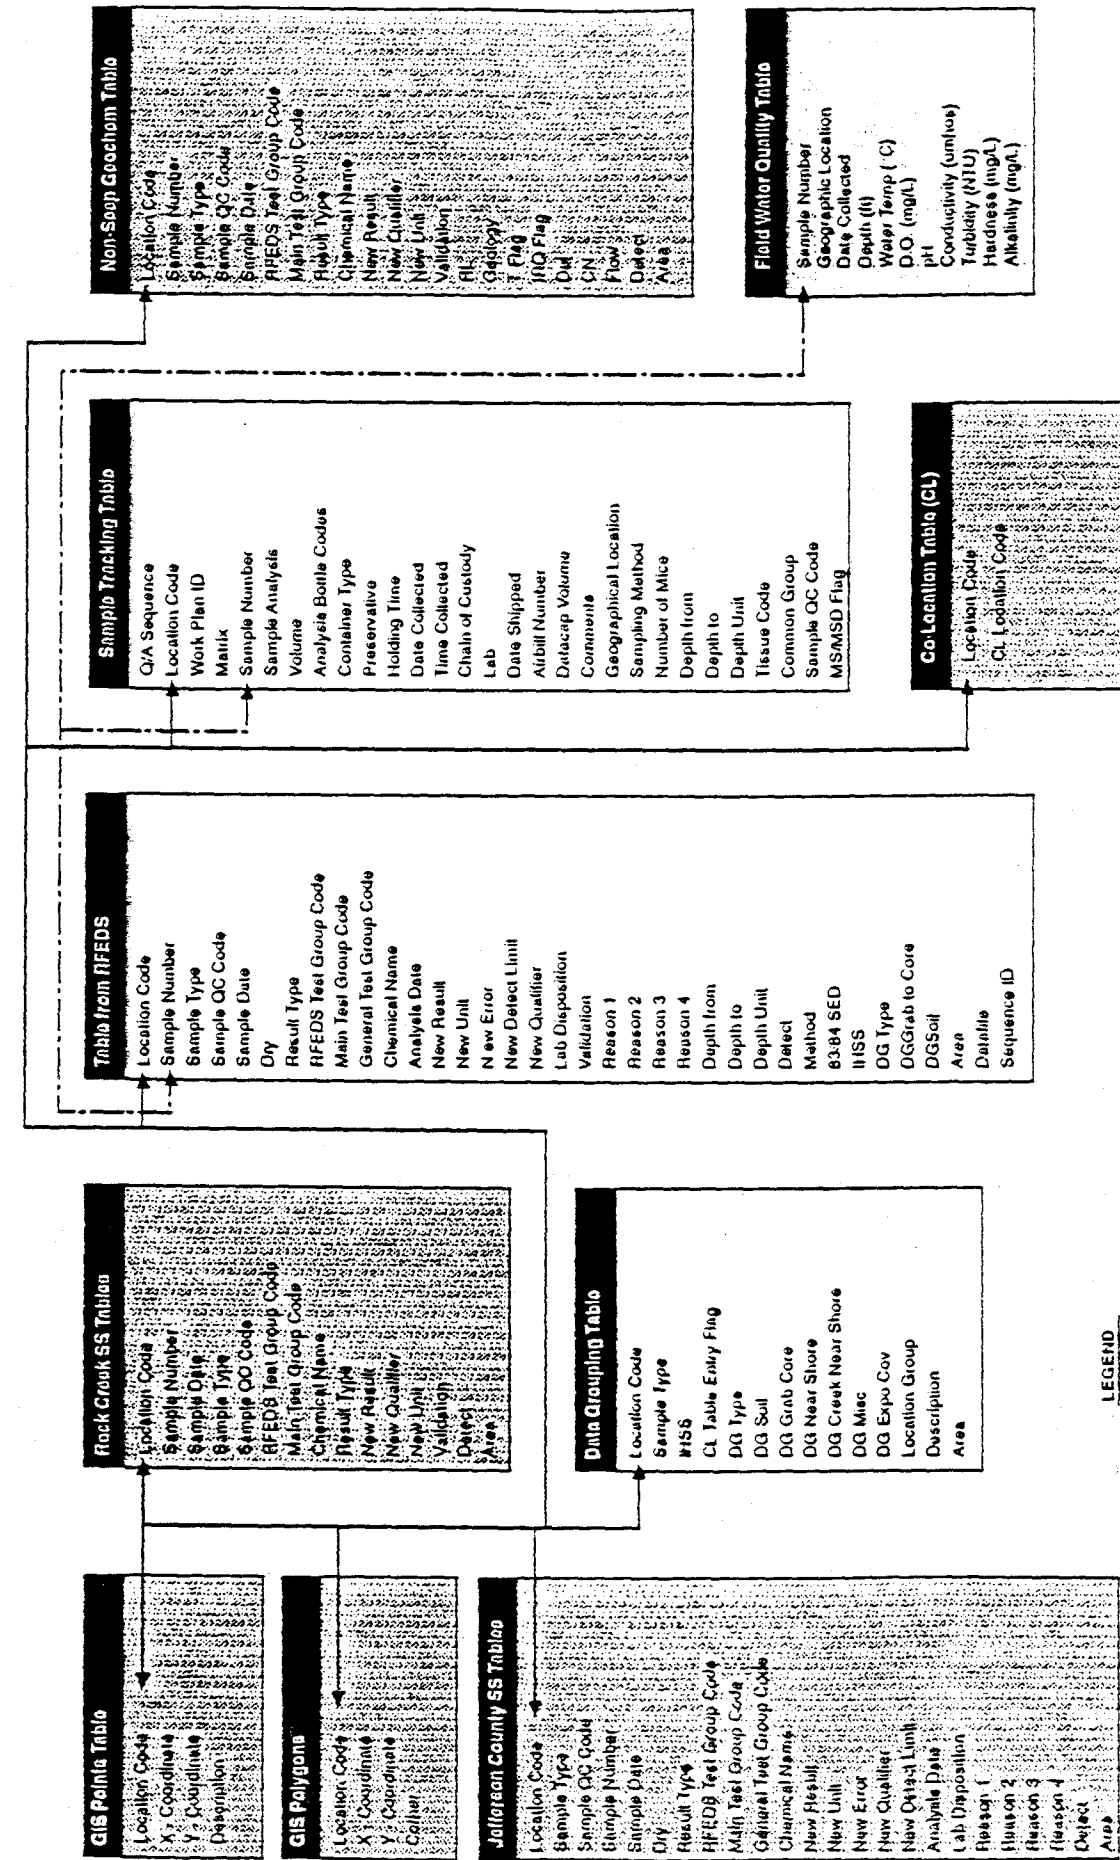 GIS Points Table
Location Code
X, Coordinate
Y, Coordinate
Description
GIS Polygons
Location Code
X, Coordinate
Y, Coordinate
Jefferson County SS Tables
Location Code
Sample Type
Sample QC Code
Sample Number
Sample Date
Dry
Result Type
RFEDS Test Group Code
Main Test Group Code
General Test Group Code
Chemical Name
New Result
New Unit
New Error
New Qualifier
New Detect Limit
Analysis Date
Lab Disposition
Reason 1
Reason 2
Reason 3
Reason 4
Detect
Area
Rock Creek SS Tables
Location Code
Sample Number
Sample Date
Sample Type
Sample QC Code
RFEDS Test Group Code
Main Test Group Code
Chemical Name
Result Type
New Result
New Qualifier
New Unit
Validation
Detect
Area
Data Grouping Table
Location Code
Sample Type
IHSS
CL Table Entry Flag
DG Type
DG Soil
DG Grab Core
DG Near Shore
DG Creek Near Shore
DG Misc
DG Expo Cov
Location Group
Description
Area
LEGEND
Table from RFEDS
Location Code
Sample Number
Sample Type
Sample QC Code
Sample Date
Dry
Result Type
RFEDS Test Group Code
Main Test Group Code
General Test Group Code
Chemical Name
Analysis Date
New Result
New Unit
New Error
New Detect Limit
New Qualifier
Lab Disposition
Validation
Reason 1
Reason 2
Reason 3
Reason 4
Depth from
Depth to
Depth Unit
Detect
Method
83:84 SED
IHSS
DG Type
DGGrab to Core
DGSoil
Area
Datafile
Sequence ID
Sample Tracking Table
Q/A Sequence
Location Code
Work Plan ID
Matrix
Sample Number
Sample Analysis
Volume
Analysis Bottle Codes
Container Type
Preservative
Holding Time
Date Collected
Time Collected
Chain of Custody
Lab
Date Shipped
Airbill Number
Datacap Volume
Comments
Geographical Location
Sampling Method
Number of Mice
Depth from
Depth to
Depth Unit
Tissue Code
Common Group
Sample QC Code
MS/MSD Flag
Co-Location Table (CL)
Location Code
CL Location Code
Non-Seep Geochem Table
Location Code
Sample Number
Sample Type
Sample QC Code
Sample Date
RFEDS Test Group Code
Main Test Group Code
Result Type
Chemical Name
New Result
New Qualifier
New Unit
Validation
Geology
T Flag
Flag
CN
Flow
Detect
Area
Field Water Quality Table
Sample Number
Geographic Location
Date Collected
Depth (ft)
Water Temp (°C)
D.O. (mg/L)
pH
Conductivity (umhos)
Turbidity (NTU)
Hardness (mg/L)
Alkalinity (mg/L)